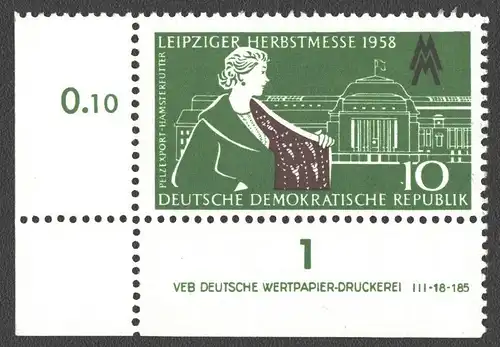 LEIPZIGER HERBSTMESSE 1958
MM
0.10
PELZEXPORT·HAMSTERFUTTER
10
DEUTSCHE DEMOKRATISCHE REPUBLIK
1
VEB DEUTSCHE WERTPAPIER-DRUCKEREI III-18-185